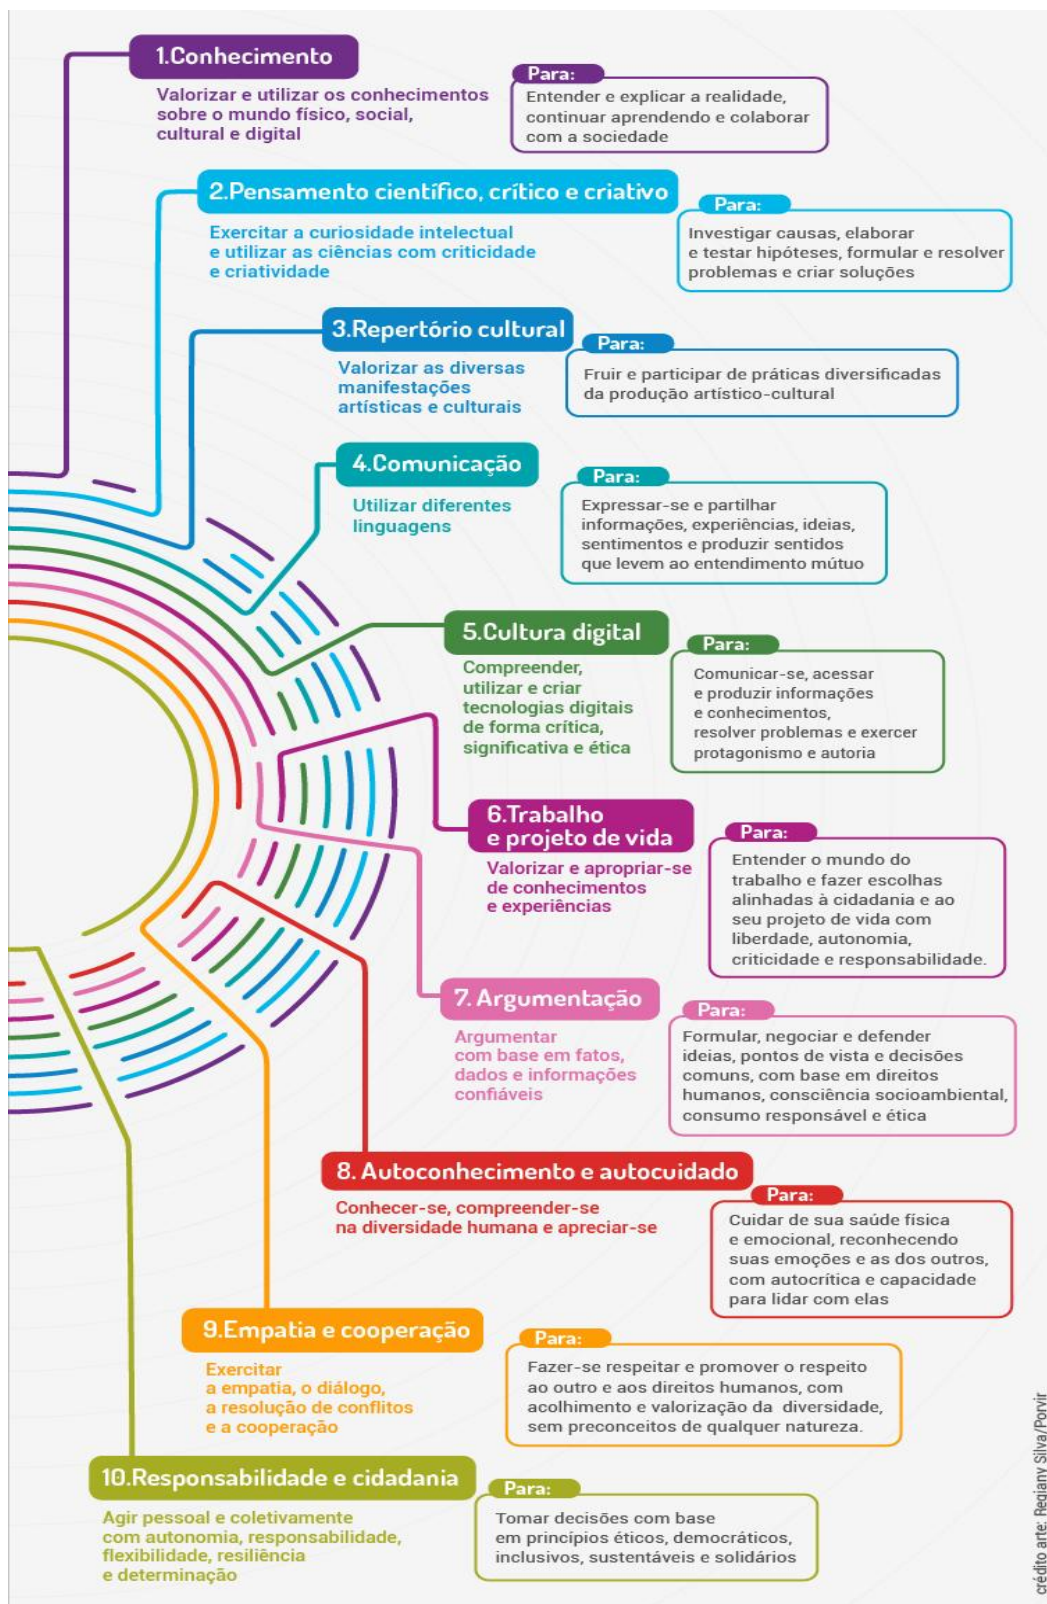 1.Conhecimento
Valorizar e utilizar os conhecimentos
sobre o mundo físico, social,
cultural e digital
Para:
Entender e explicar a realidade,
continuar aprendendo e colaborar
com a sociedade
2.Pensamento científico, crítico e criativo
Exercitar a curiosidade intelectual
e utilizar as ciências com criticidade
e criatividade
Para:
Investigar causas, elaborar
e testar hipóteses, formular e resolver
problemas e criar soluções
3.Repertório cultural
Valorizar as diversas
manifestações
artísticas e culturais
Para:
Fruir e participar de práticas diversificadas
da produção artístico-cultural
4.Comunicação
Utilizar diferentes
linguagens
Para:
Expressar-se e partilhar
informações, experiências, ideias,
sentimentos e produzir sentidos
que levem ao entendimento mútuo
5.Cultura digital
Compreender,
utilizar e criar
tecnologias digitais
de forma crítica,
significativa e ética
Para:
Comunicar-se, acessar
e produzir informações
e conhecimentos,
resolver problemas e exercer
protagonismo e autoria
6.Trabalho
e projeto de vida
Valorizar e apropriar-se
de conhecimentos
e experiências
Para:
Entender o mundo do
trabalho e fazer escolhas
alinhadas à cidadania e ao
seu projeto de vida com
liberdade, autonomia,
criticidade e responsabilidade.
7. Argumentação
Argumentar
com base em fatos,
dados e informações
confiáveis
Para:
Formular, negociar e defender
ideias, pontos de vista e decisões
comuns, com base em direitos
humanos, consciência socioambiental,
consumo responsável e ética
8. Autoconhecimento e autocuidado
Conhecer-se, compreender-se
na diversidade humana e apreciar-se
Para:
Cuidar de sua saúde física
e emocional, reconhecendo
suas emoções e as dos outros,
com autocrítica e capacidade
para lidar com elas
9.Empatia e cooperação
Exercitar
a empatia, o diálogo,
a resolução de conflitos
e a cooperação
Para:
Fazer-se respeitar e promover o respeito
ao outro e aos direitos humanos, com
acolhimento e valorização da diversidade,
sem preconceitos de qualquer natureza.
10.Responsabilidade e cidadania
Agir pessoal e coletivamente
com autonomia, responsabilidade,
flexibilidade, resiliência
e determinação
Para:
Tomar decisões com base
em princípios éticos, democráticos,
inclusivos, sustentáveis e solidários
crédito arte: Regiany Silva/Porvir